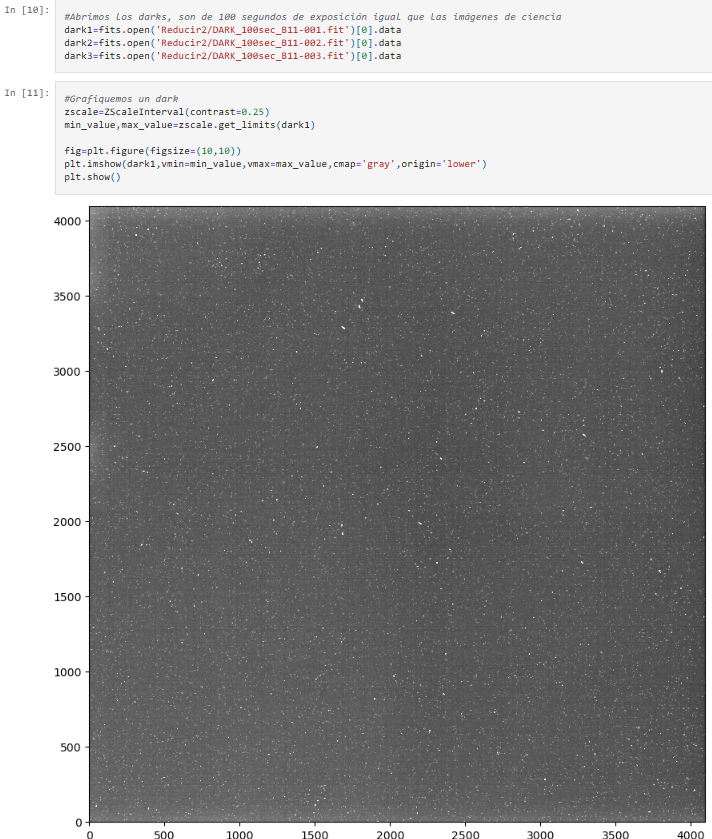 In [10]:
#Abrimos los darks, son de 100 segundos de exposición igual que las imágenes de ciencia
dark1=fits.open('Reducir2/DARK_100sec_B11-001.fit')[0].data
dark2=fits.open('Reducir2/DARK_100sec_B11-002.fit')[0].data
dark3=fits.open('Reducir2/DARK_100sec_B11-003.fit')[0].data
In [11]:
#Grafiquemos un dark
zscale=ZScaleInterval(contrast=0.25)
min_value,max_value=zscale.get_limits(dark1)
fig=plt.figure(figsize=(10,10))
plt.imshow(dark1,vmin=min_value,vmax=max_value,cmap='gray',origin='lower')
plt.show()
4000
3500
3000
2500
2000
1500
1000
500
0
0 500 1000 1500 2000 2500 3000 3500 4000